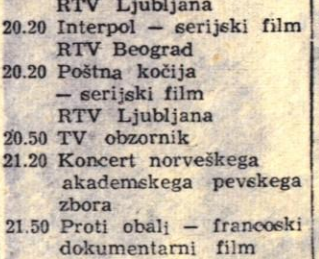 RTV Ljubljana
20.20 Interpol — serijski film
RTV Beograd
20.20 Poštna kočija
— serijski film
RTV Ljubljana
20.50 TV obzornik
21.20 Koncert norveškega
akademskega pevskega
zbora
21.50 Proti obali — francoski
dokumentarni film